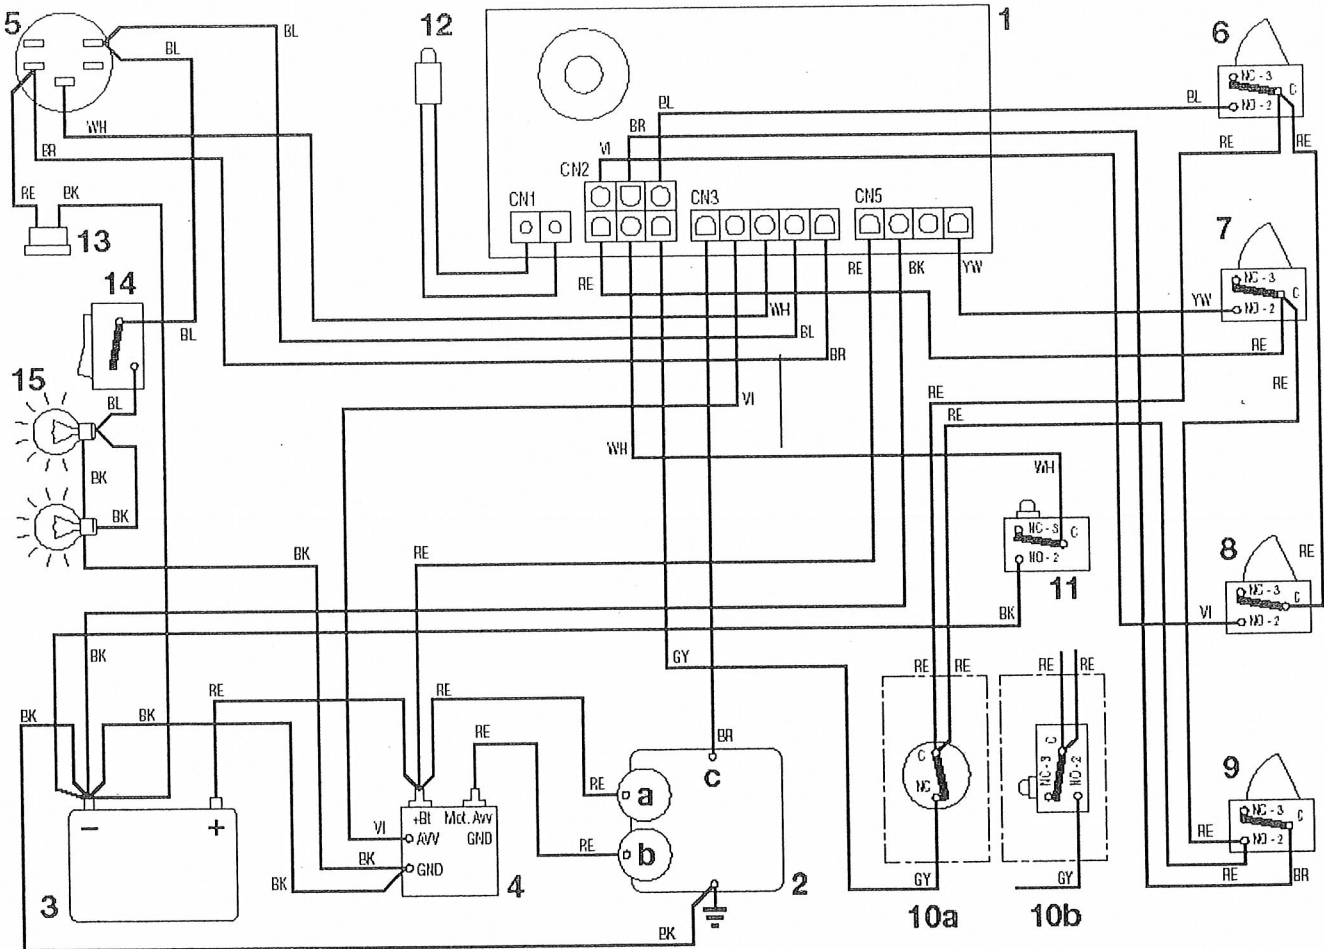 5
BL
BL
12
1
6
NC - 3
C
NO - 2
BL
BL
BR
VI
CN2
RE
RE
WH
BR
CN1
CN3
CN5
RE
BK
13
7
NC - 3
C
NO - 2
YW
RE
RE
BK
YW
14
BL
WH
BL
BR
RE
RE
15
BL
RE
RE
VI
WH
WH
BK
BK
NC - 3
C
NO - 2
11
8
NC - 3
C
NO - 2
RE
VI
BK
RE
BK
BK
GY
RE
RE
RE
RE
BK
BK
RE
RE
RE
BR
C
9
NC - 3
C
NO - 2
RE
RE
BR
C
NC
C
NC - 3
NO - 2
RE
a
+Bt
Mot. Avv
GND
AVV
VI
GND
BK
BK
RE
b
-
+
3
4
2
GY
GY
10a
10b
BK